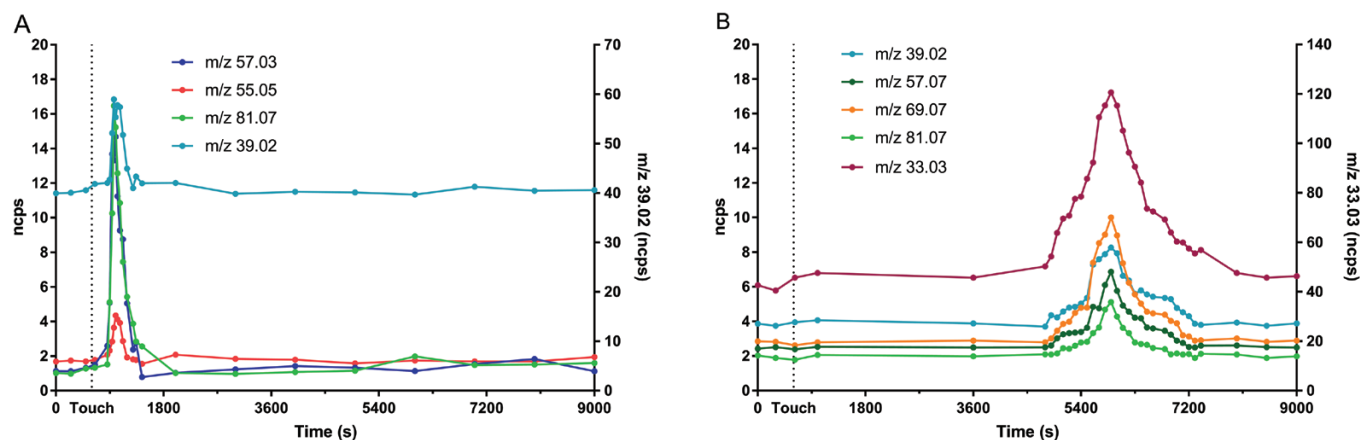 A
20
18
16
14
12
10
8
6
4
2
0
ncps
m/z 57.03
m/z 55.05
m/z 81.07
m/z 39.02
70
60
50
40
30
20
10
0
m/z 39.02 (ncps)
0 Touch 1800 3600 5400 7200 9000
Time (s)
B
20
18
16
14
12
10
8
6
4
2
0
ncps
m/z 39.02
m/z 57.07
m/z 69.07
m/z 81.07
m/z 33.03
140
120
100
80
60
40
20
0
m/z 33.03 (ncps)
0 Touch 1800 3600 5400 7200 9000
Time (s)